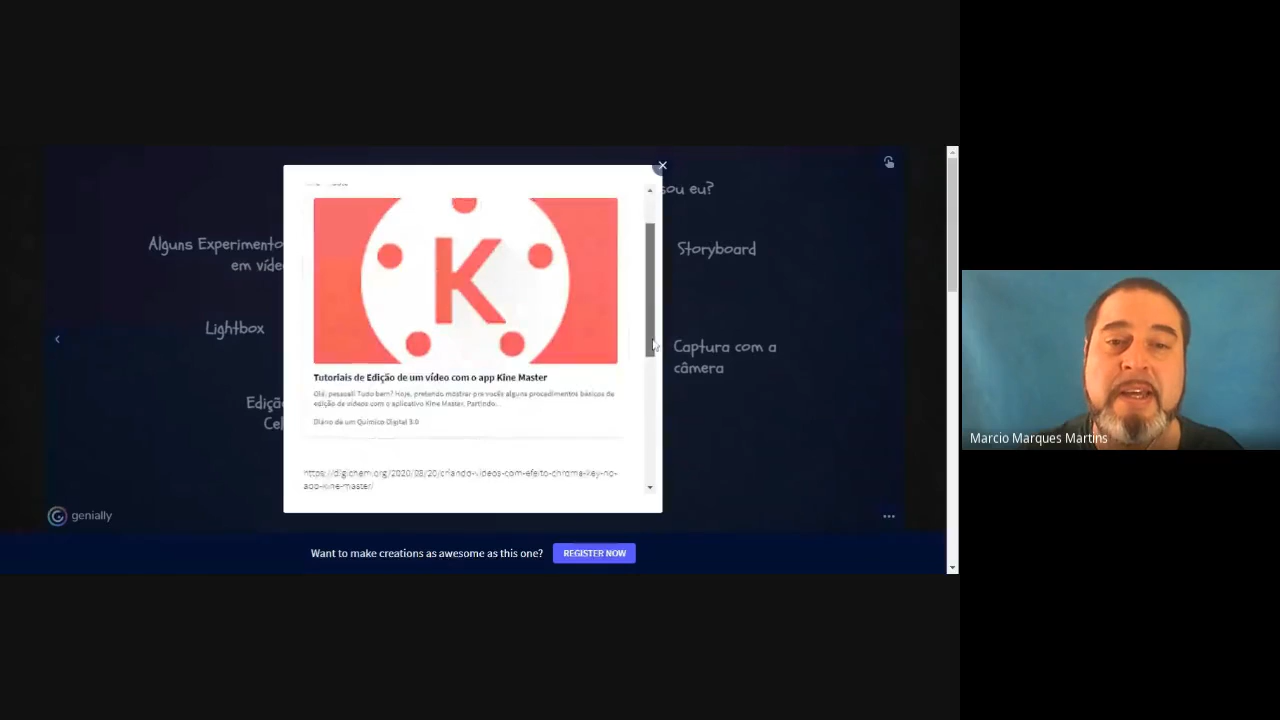 sou eu?
Alguns Experimento
em víde
Storyboard
Lightbox
Captura com a
câmera
Ediçã
Cel
K
Tutoriais de Edição de um vídeo com o app Kine Master
Olá, pessoal! Tudo bem? Hoje, pretendo mostrar pra vocês alguns procedimentos básicos de
edição de vídeos com o aplicativo Kine Master. Partindo...
Diário de um Químico Digital 3.0
https://digichem.org/2020/03/20/criando-videos-com-efeito-chroma-key-no-
app-kine-master/
genially
Want to make creations as awesome as this one?
REGISTER NOW
Marcio Marques Martins